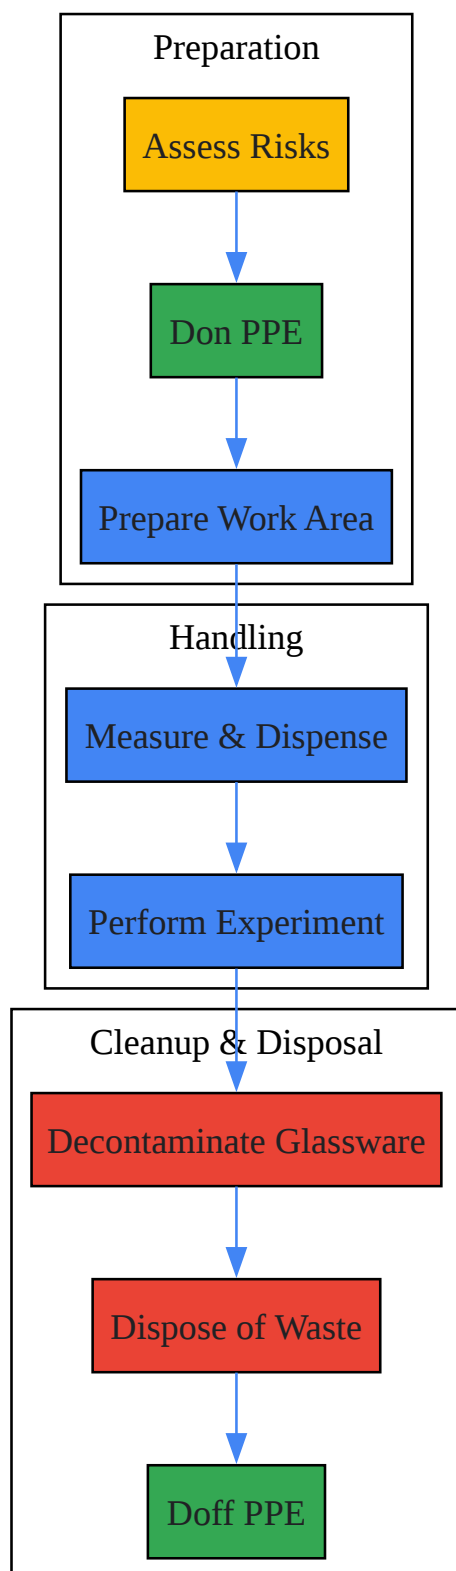 Preparation
Assess Risks
Don PPE
Prepare Work Area
Handling
Measure & Dispense
Perform Experiment
Cleanup & Disposal
Decontaminate Glassware
Dispose of Waste
Doff PPE